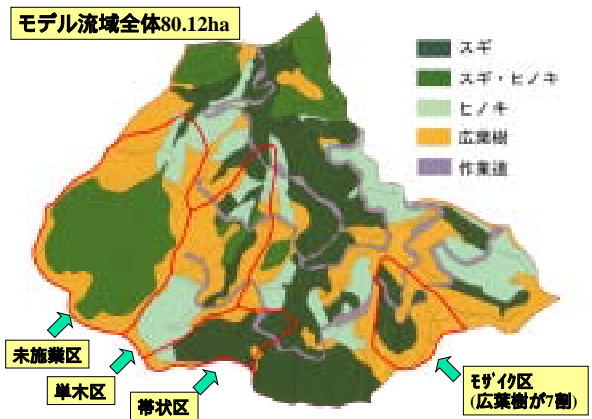 モデル流域全体80.12ha
スギ
スギ・ヒノキ
ヒノキ
広葉樹
作業道
未施業区
単木区
帯状区
ﾓｻﾞｲｸ区
(広葉樹が7割)